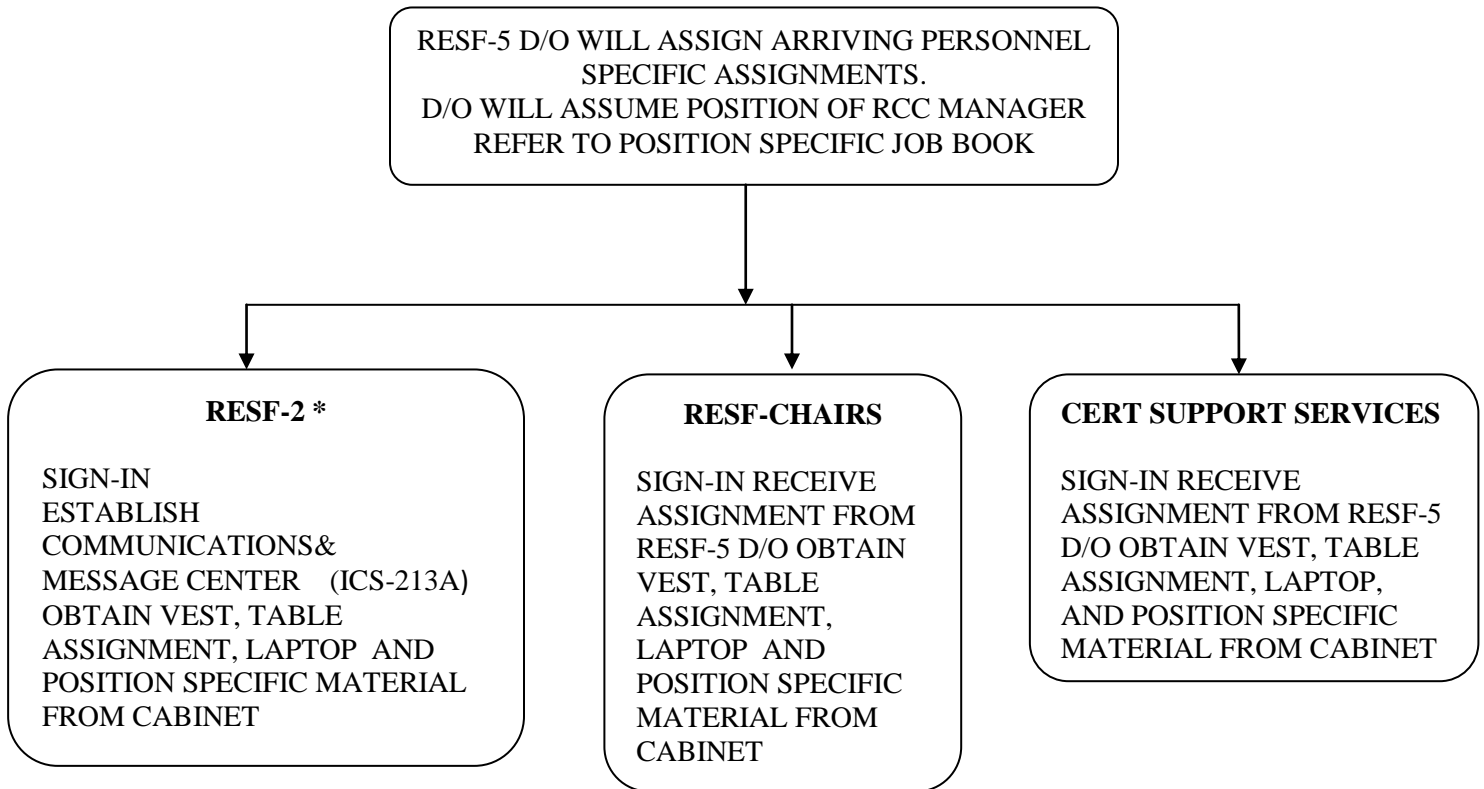 RESF-5 D/O WILL ASSIGN ARRIVING PERSONNEL
SPECIFIC ASSIGNMENTS.
D/O WILL ASSUME POSITION OF RCC MANAGER
REFER TO POSITION SPECIFIC JOB BOOK
RESF-2 *
SIGN-IN
ESTABLISH
COMMUNICATIONS&
MESSAGE CENTER (ICS-213A)
OBTAIN VEST, TABLE
ASSIGNMENT, LAPTOP AND
POSITION SPECIFIC MATERIAL
FROM CABINET
RESF-CHAIRS
SIGN-IN RECEIVE
ASSIGNMENT FROM
RESF-5 D/O OBTAIN
VEST, TABLE
ASSIGNMENT,
LAPTOP AND
POSITION SPECIFIC
MATERIAL FROM
CABINET
CERT SUPPORT SERVICES
SIGN-IN RECEIVE
ASSIGNMENT FROM RESF-5
D/O OBTAIN VEST, TABLE
ASSIGNMENT, LAPTOP,
AND POSITION SPECIFIC
MATERIAL FROM CABINET